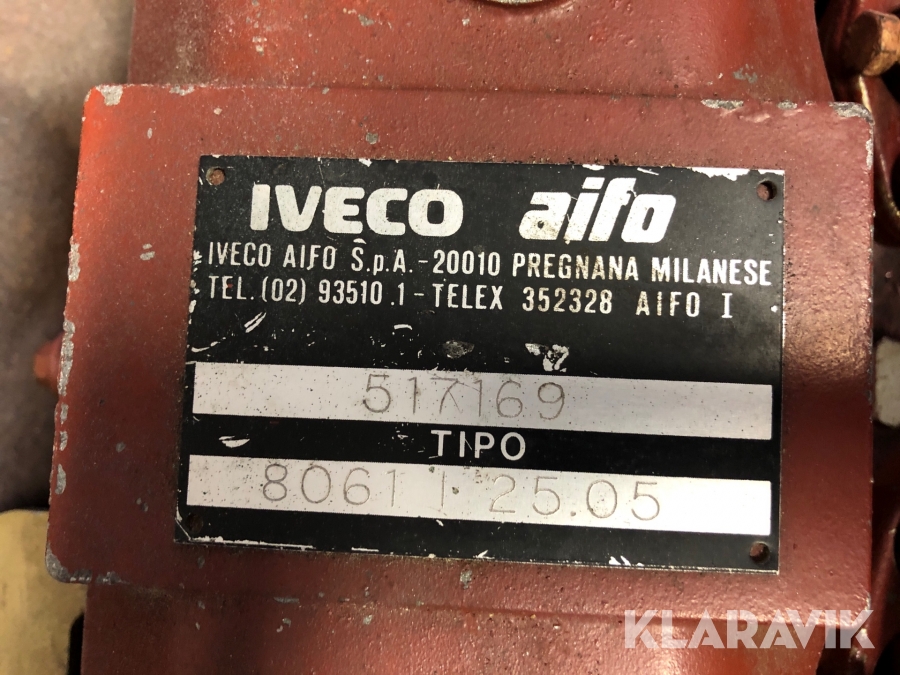 IVECO aifo
IVECO AIFO S.p.A. - 20010 PREGNANA MILANESE
TEL. (02) 93510.1 - TELEX 352328 AIFO I
517169
TIPO
8061 I 25.05
KLARAVIK